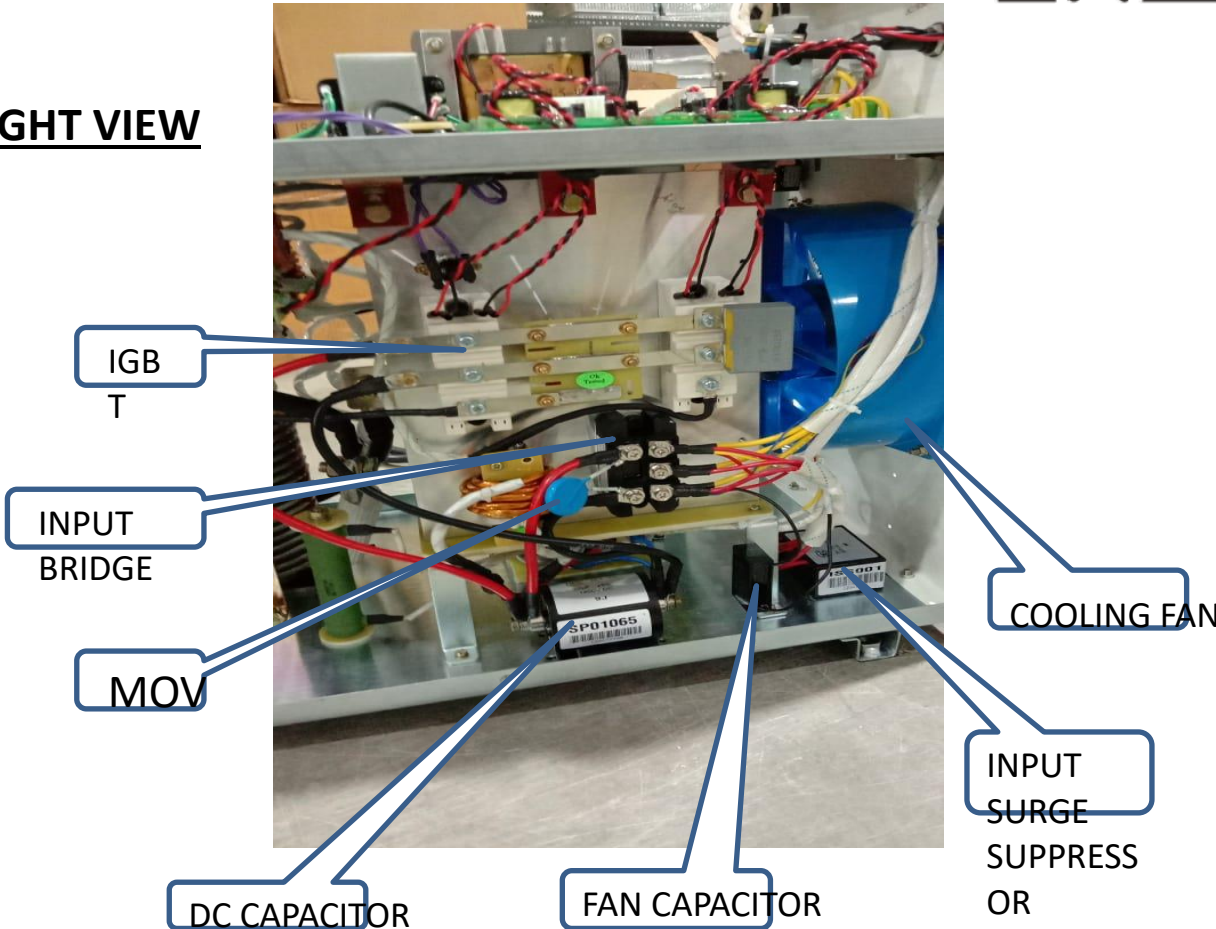 GHT VIEW
IGB
T
INPUT
BRIDGE
MOV
DC CAPACITOR
FAN CAPACITOR
COOLING FAN
INPUT
SURGE
SUPPRESS
OR
Ok
Tested
SP01065